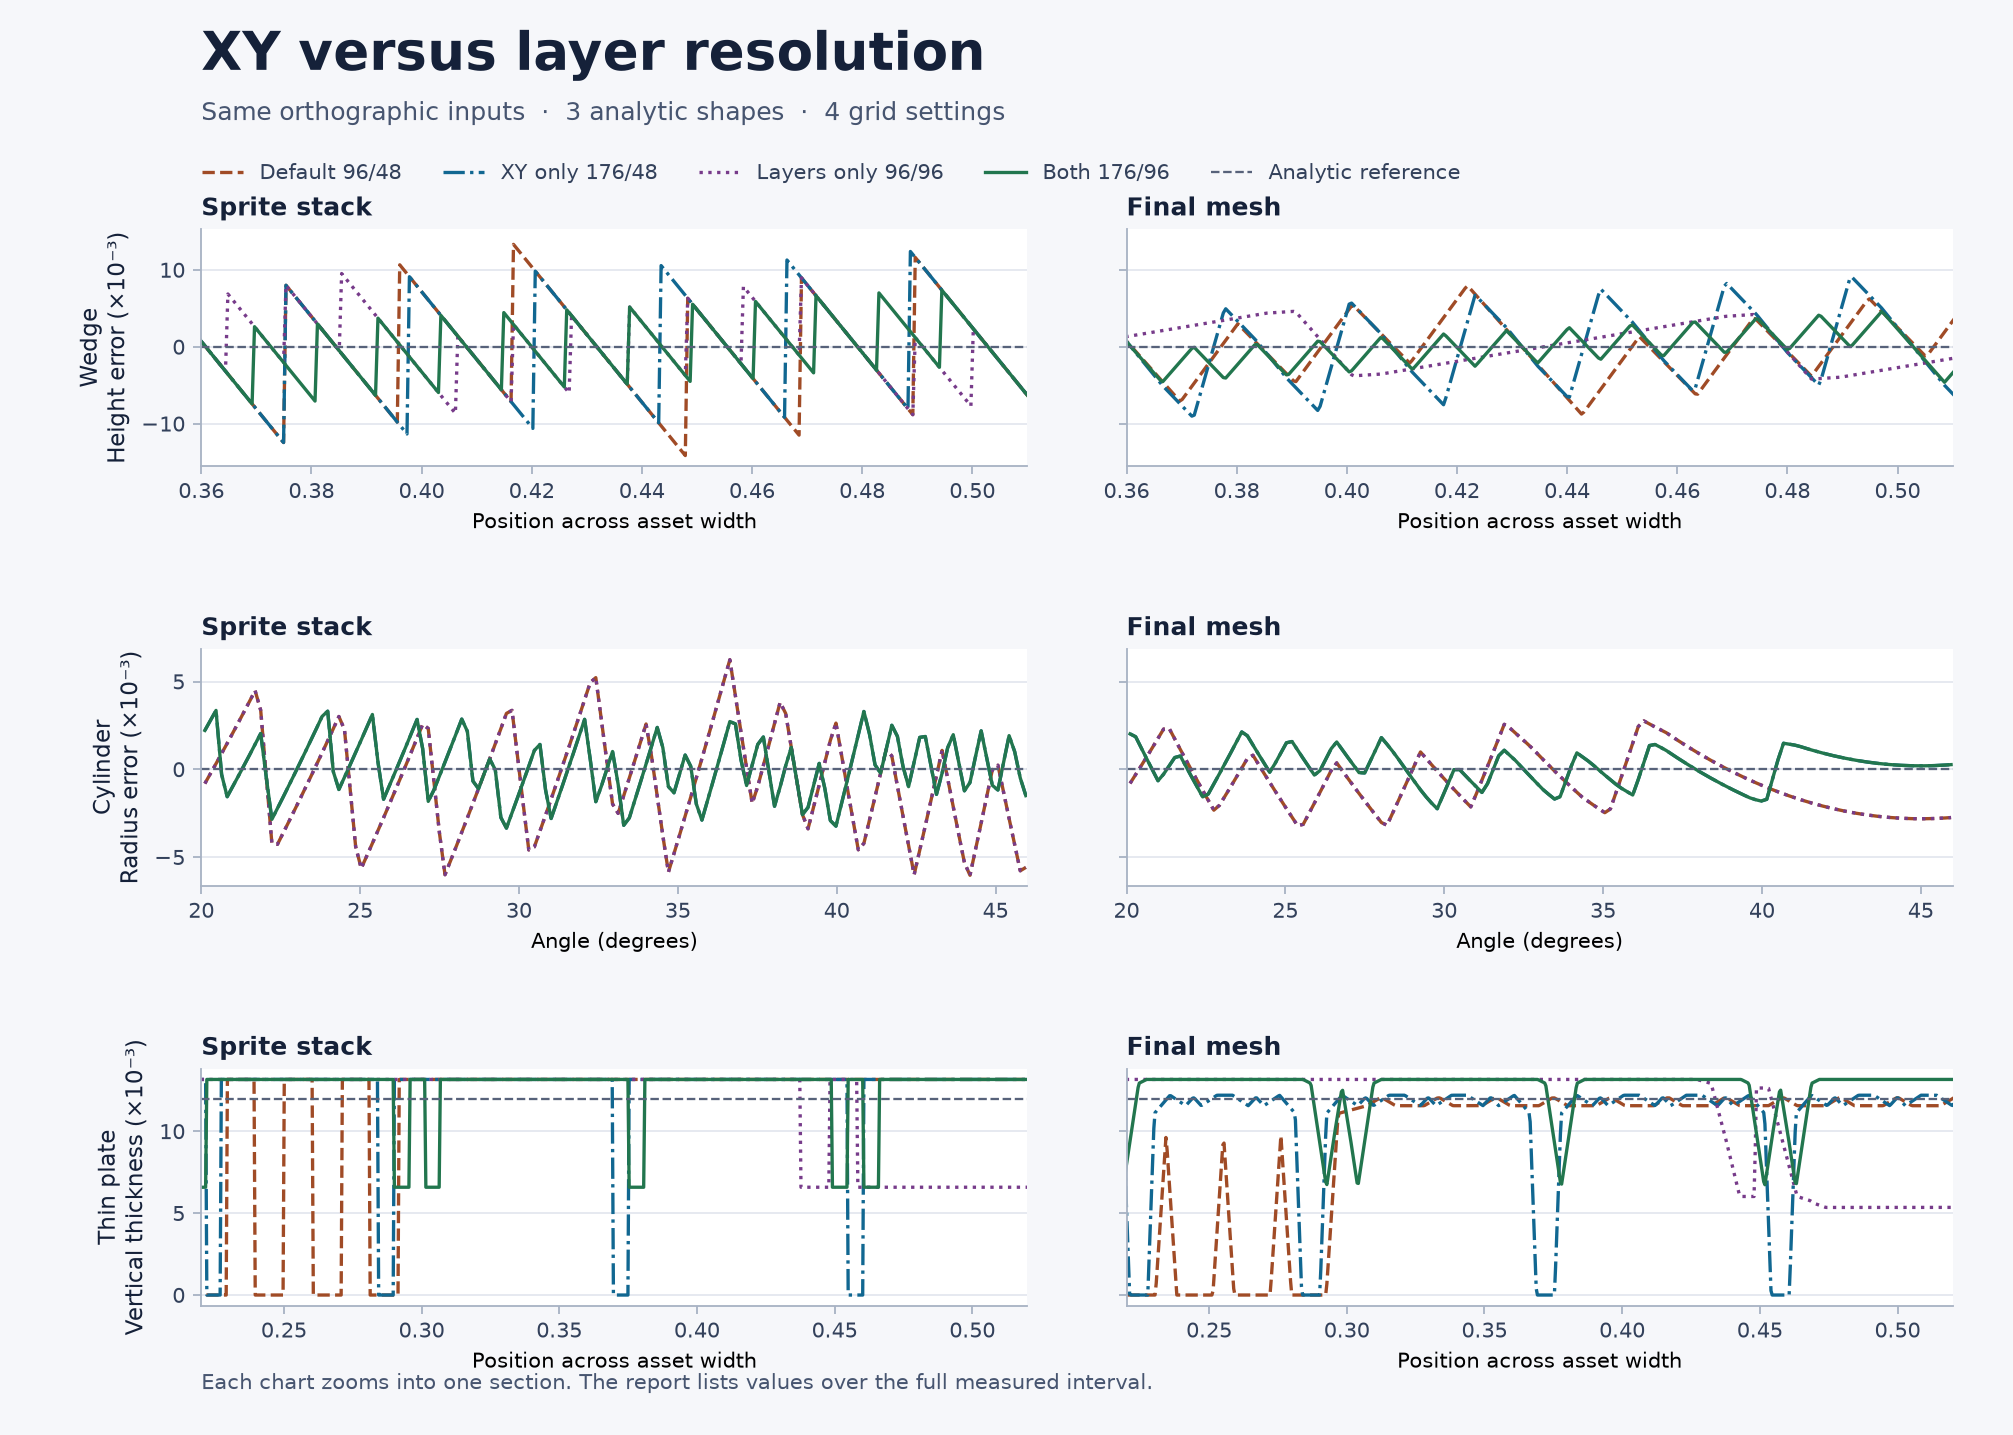 XY versus layer resolution
Same orthographic inputs · 3 analytic shapes · 4 grid settings
Default 96/48 XY only 176/48 Layers only 96/96 Both 176/96 Analytic reference
Sprite stack
Wedge
Height error (×10⁻³)
10
0
−10
0.36 0.38 0.40 0.42 0.44 0.46 0.48 0.50
Position across asset width
Final mesh
0.36 0.38 0.40 0.42 0.44 0.46 0.48 0.50
Position across asset width
Sprite stack
Cylinder
Radius error (×10⁻³)
5
0
−5
20 25 30 35 40 45
Angle (degrees)
Final mesh
20 25 30 35 40 45
Angle (degrees)
Sprite stack
Thin plate
Vertical thickness (×10⁻³)
10
5
0
0.25 0.30 0.35 0.40 0.45 0.50
Position across asset width
Final mesh
0.25 0.30 0.35 0.40 0.45 0.50
Position across asset width
Each chart zooms into one section. The report lists values over the full measured interval.